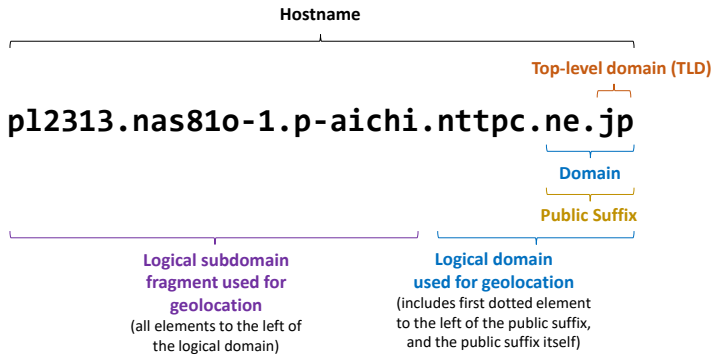 Hostname
Top-level domain (TLD)
pl2313.nas81o-1.p-aichi.nttpc.ne.jp
Domain
Public Suffix
Logical subdomain
fragment used for
geolocation
(all elements to the left of
the logical domain)
Logical domain
used for geolocation
(includes first dotted element
to the left of the public suffix,
and the public suffix itself)